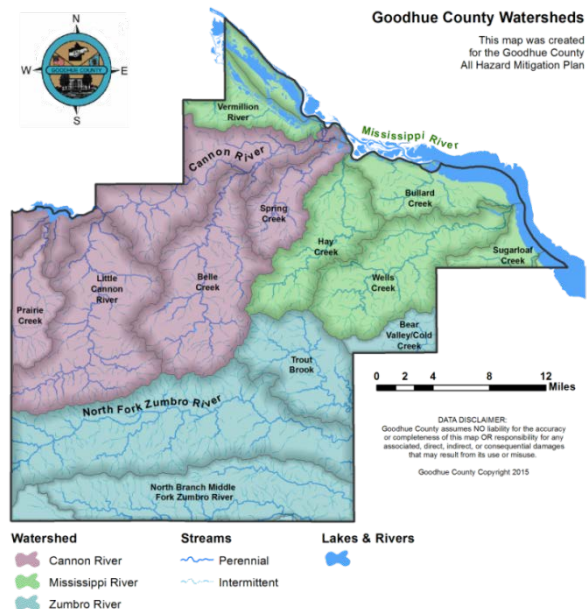 Goodhue County Watersheds
This map was created
for the Goodhue County
All Hazard Mitigation Plan
N
W
E
S
GOODHUE COUNTY
Vermillion
River
Mississippi River
Cannon River
Spring
Creek
Bullard
Creek
Hay
Creek
Sugarloaf
Creek
Wells
Creek
Little
Cannon
River
Belle
Creek
Prairie
Creek
Bear
Valley/Cold
Creek
Trout
Brook
North Fork Zumbro River
North Branch Middle
Fork Zumbro River
0 2 4 8 12
Miles
DATA DISCLAIMER:
Goodhue County assumes NO liability for the accuracy
or completeness of this map OR responsibility for any
associated, direct, indirect, or consequential damages
that may result from its use or misuse.
Goodhue County Copyright 2015
Watershed
Cannon River
Mississippi River
Zumbro River
Streams
Perennial
Intermittent
Lakes & Rivers